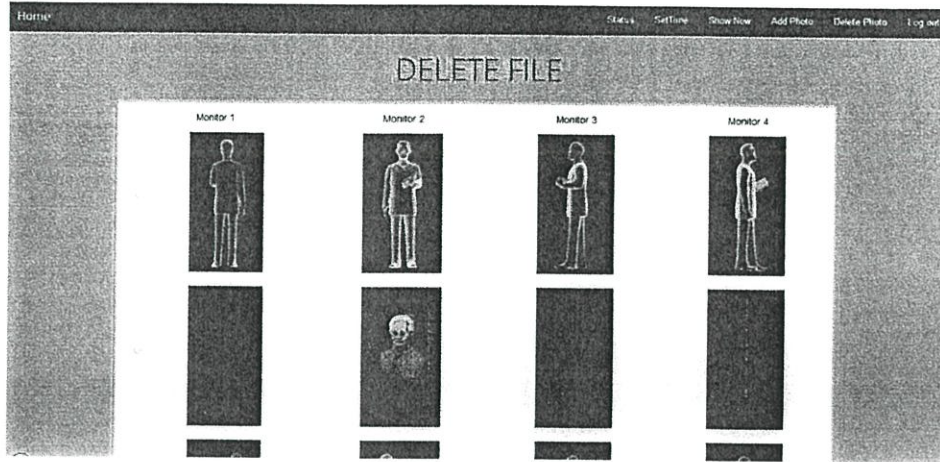 Home Status SetTime Show Now Add Photo Delete Photo Log out
DELETE FILE
Monitor 1 Monitor 2 Monitor 3 Monitor 4